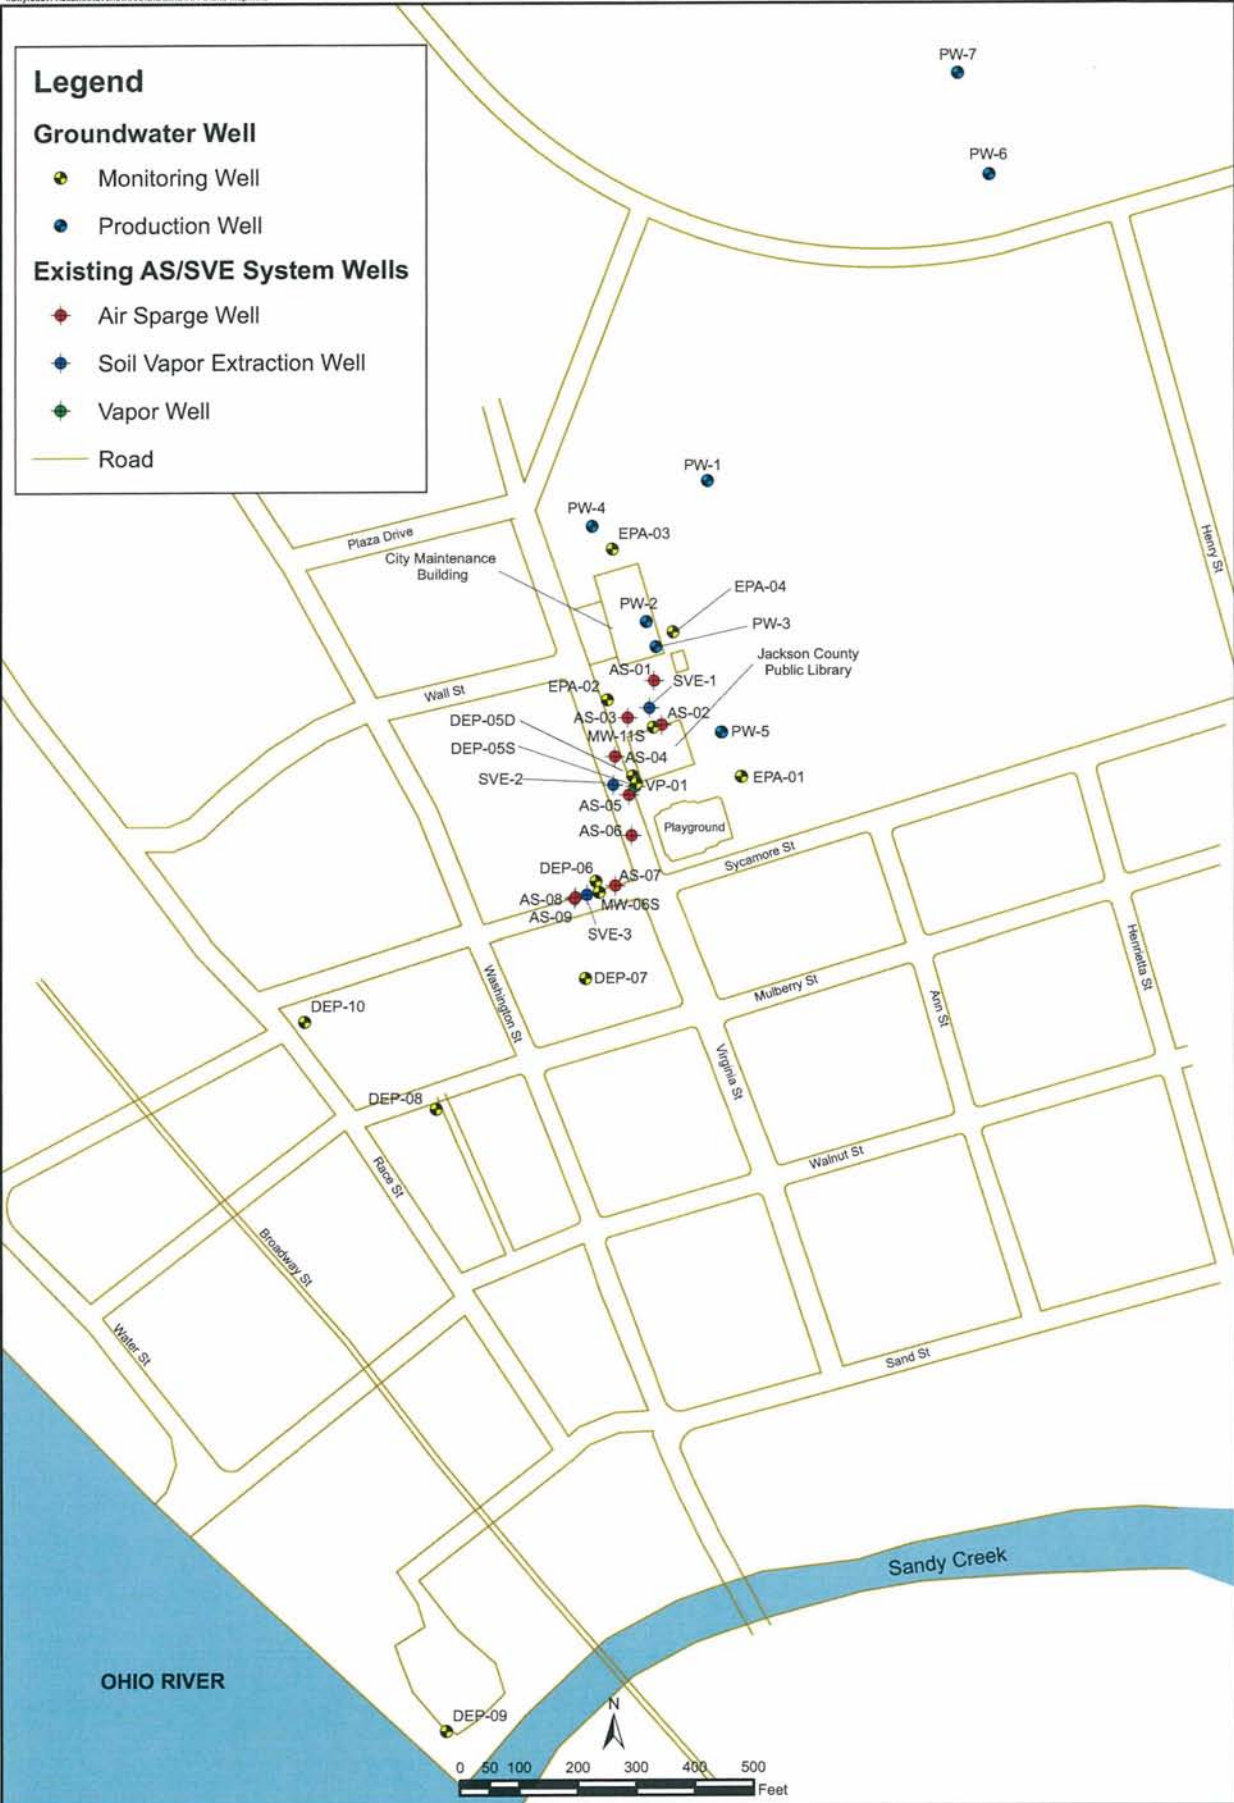 Legend
Groundwater Well
Monitoring Well
Production Well
Existing AS/SVE System Wells
Air Sparge Well
Soil Vapor Extraction Well
Vapor Well
Road
PW-7
PW-6
PW-1
PW-4
EPA-03
Plaza Drive
City Maintenance
Building
Henry St
EPA-04
PW-2
PW-3
Jackson County
Public Library
AS-01
SVE-1
EPA-02
Wall St
AS-02
AS-03
DEP-05D
MW-11S
PW-5
DEP-05S
AS-04
SVE-2
VP-01
EPA-01
AS-05
AS-06
Playground
Sycamore St
DEP-06
AS-07
AS-08
MW-06S
AS-09
SVE-3
DEP-07
Washington St
Mulberry St
Ann St
Henrietta St
DEP-10
Virginia St
DEP-08
Walnut St
Race St
Broadway St
Water St
Sand St
Sandy Creek
OHIO RIVER
DEP-09
N
0 50 100 200 300 400 500
Feet